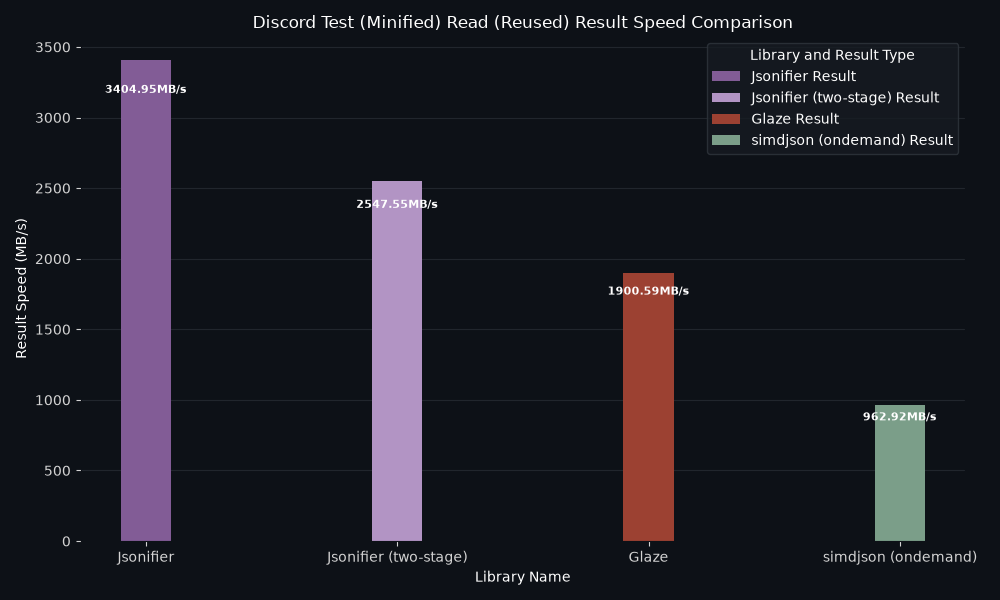 Discord Test (Minified) Read (Reused) Result Speed Comparison
Library and Result Type
Jsonifier Result
Jsonifier (two-stage) Result
Glaze Result
simdjson (ondemand) Result
Result Speed (MB/s)
3500
3000
2500
2000
1500
1000
500
0
3404.95MB/s
2547.55MB/s
1900.59MB/s
962.92MB/s
Jsonifier
Jsonifier (two-stage)
Glaze
simdjson (ondemand)
Library Name